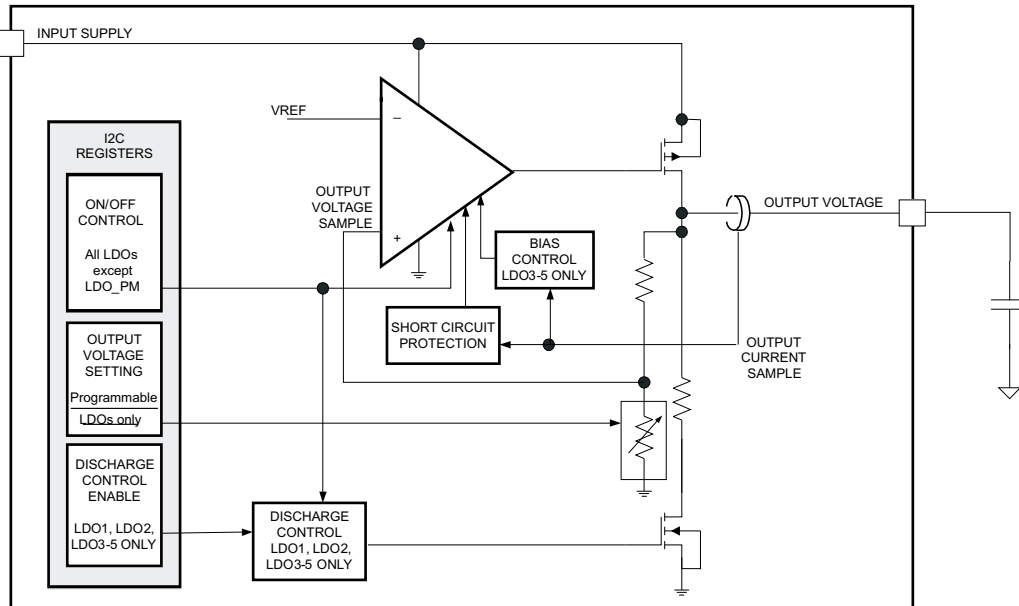 INPUT SUPPLY
VREF
−
I2C
REGISTERS
ON/OFF
CONTROL
All LDOs
except
LDO_PM
OUTPUT
VOLTAGE
SAMPLE
+
OUTPUT VOLTAGE
BIAS
CONTROL
LDO3-5 ONLY
SHORT CIRCUIT
PROTECTION
OUTPUT
CURRENT
SAMPLE
OUTPUT
VOLTAGE
SETTING
Programmable
LDOs only
DISCHARGE
CONTROL
ENABLE
LDO1, LDO2,
LDO3-5 ONLY
DISCHARGE
CONTROL
LDO1, LDO2,
LDO3-5 ONLY